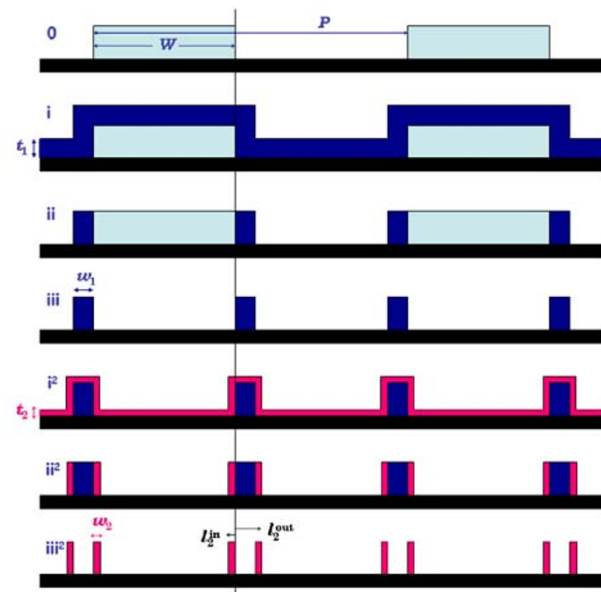 0
P
W
i
t₁
ii
w₁
iii
i²
t₂
ii²
w₂
l₂ⁱⁿ
l₂ᵒᵘᵗ
iii²